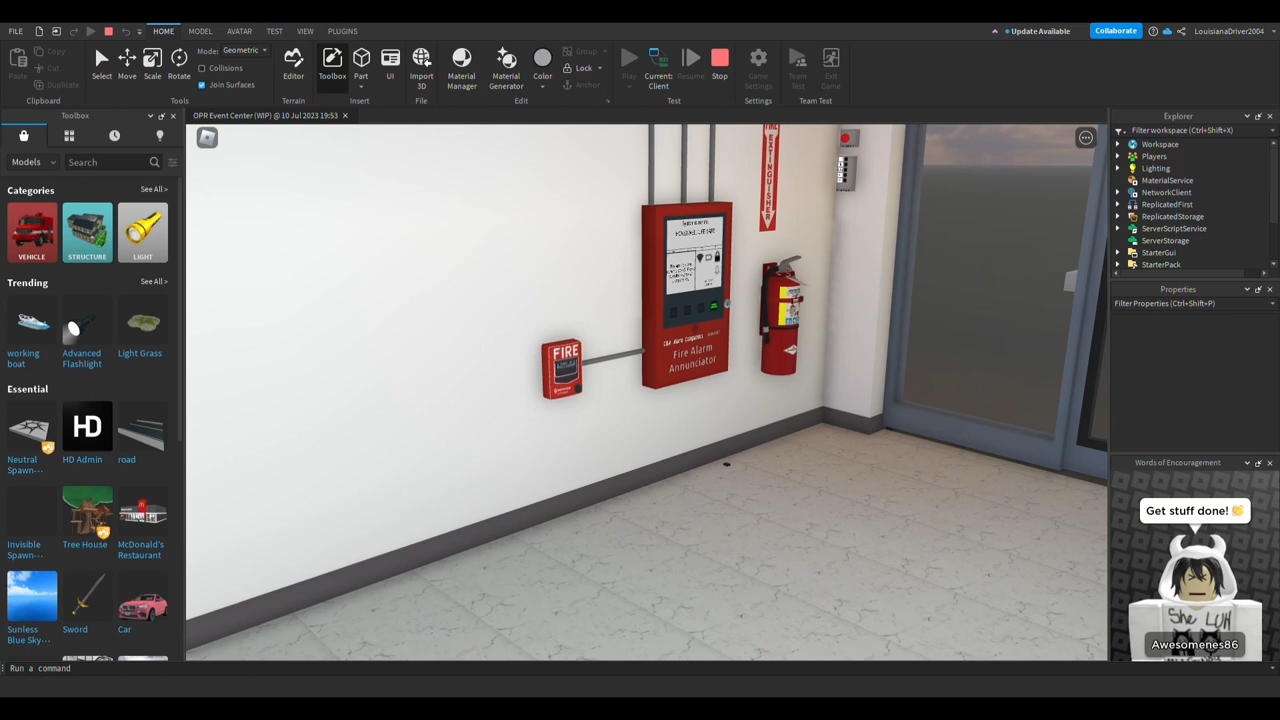 FILE HOME MODEL AVATAR TEST VIEW PLUGINS Update Available Collaborate LouisianaDriver2004
Paste Copy Cut Duplicate Clipboard
Select Move Scale Rotate Mode: Geometric Collisions Join Surfaces Tools
Editor Terrain
Toolbox Part UI Insert
Import 3D File
Material Manager Material Generator Color Group Lock Anchor Edit
Play Current: Client Resume Stop Test
Game Settings Settings
Team Test Exit Game Team Test
Toolbox
Models Search
Categories See All >
VEHICLE STRUCTURE LIGHT
Trending See All >
working boat
Advanced Flashlight
Light Grass
Essential See All >
HD
Neutral Spawn...
HD Admin
road
Invisible Spawn...
Tree House
McDonald's Restaurant
Sunless Blue Sky...
Sword
Car
OPR Event Center (WIP) @ 10 Jul 2023 19:53
FIRE
EXTINGUISHER
FIRE
Fire Alarm
Annunciator
Explorer
Filter workspace (Ctrl+Shift+X)
Workspace
Players
Lighting
MaterialService
NetworkClient
ReplicatedFirst
ReplicatedStorage
ServerScriptService
ServerStorage
StarterGui
StarterPack
Properties
Filter Properties (Ctrl+Shift+P)
Words of Encouragement
Get stuff done! 👏
She LUH
Awesomenes86
Run a command